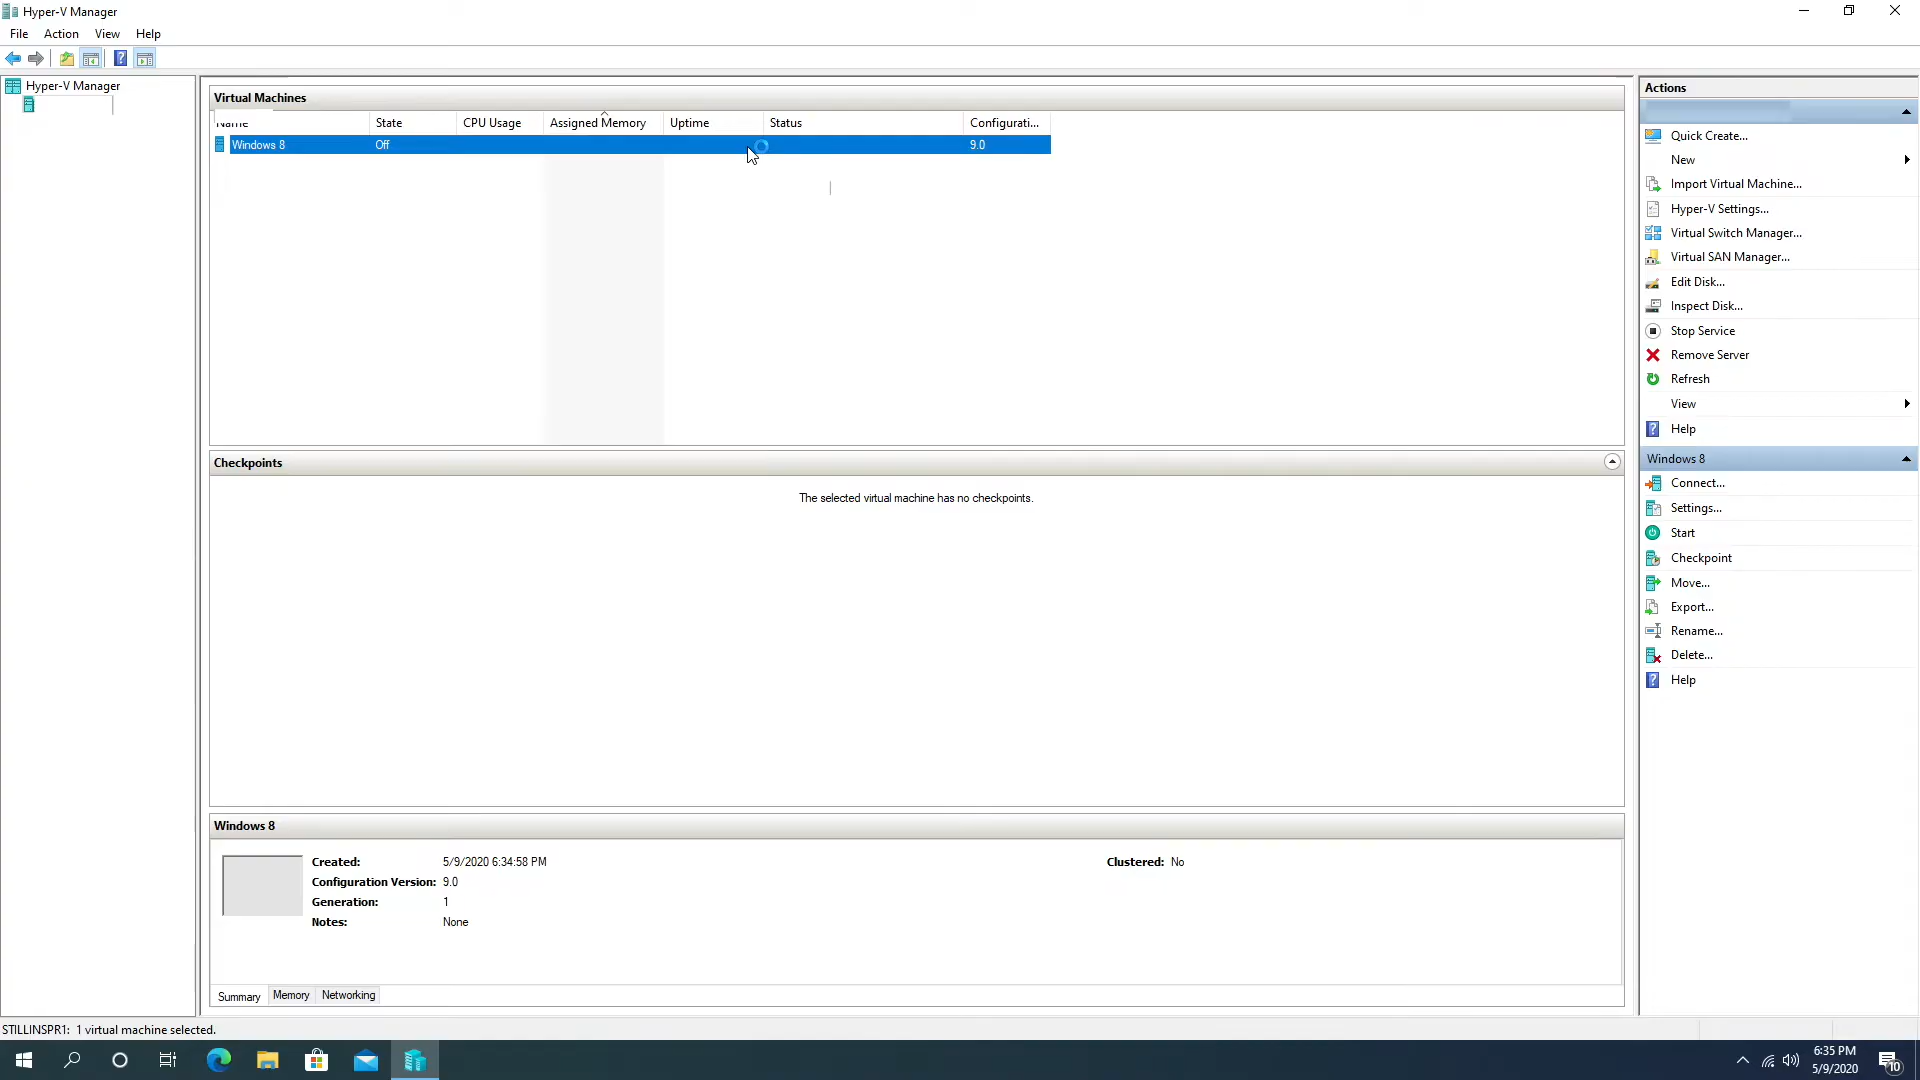 Hyper-V Manager
File Action View Help
Hyper-V Manager
Virtual Machines
Name State CPU Usage Assigned Memory Uptime Status Configurati...
Windows 8 Off 9.0
Checkpoints
The selected virtual machine has no checkpoints.
Windows 8
Created: 5/9/2020 6:34:58 PM Clustered: No
Configuration Version: 9.0
Generation: 1
Notes: None
Summary Memory Networking
Actions
Quick Create...
New
Import Virtual Machine...
Hyper-V Settings...
Virtual Switch Manager...
Virtual SAN Manager...
Edit Disk...
Inspect Disk...
Stop Service
Remove Server
Refresh
View
Help
Windows 8
Connect...
Settings...
Start
Checkpoint
Move...
Export...
Rename...
Delete...
Help
STILLINSPR1: 1 virtual machine selected.
6:35 PM
5/9/2020
10